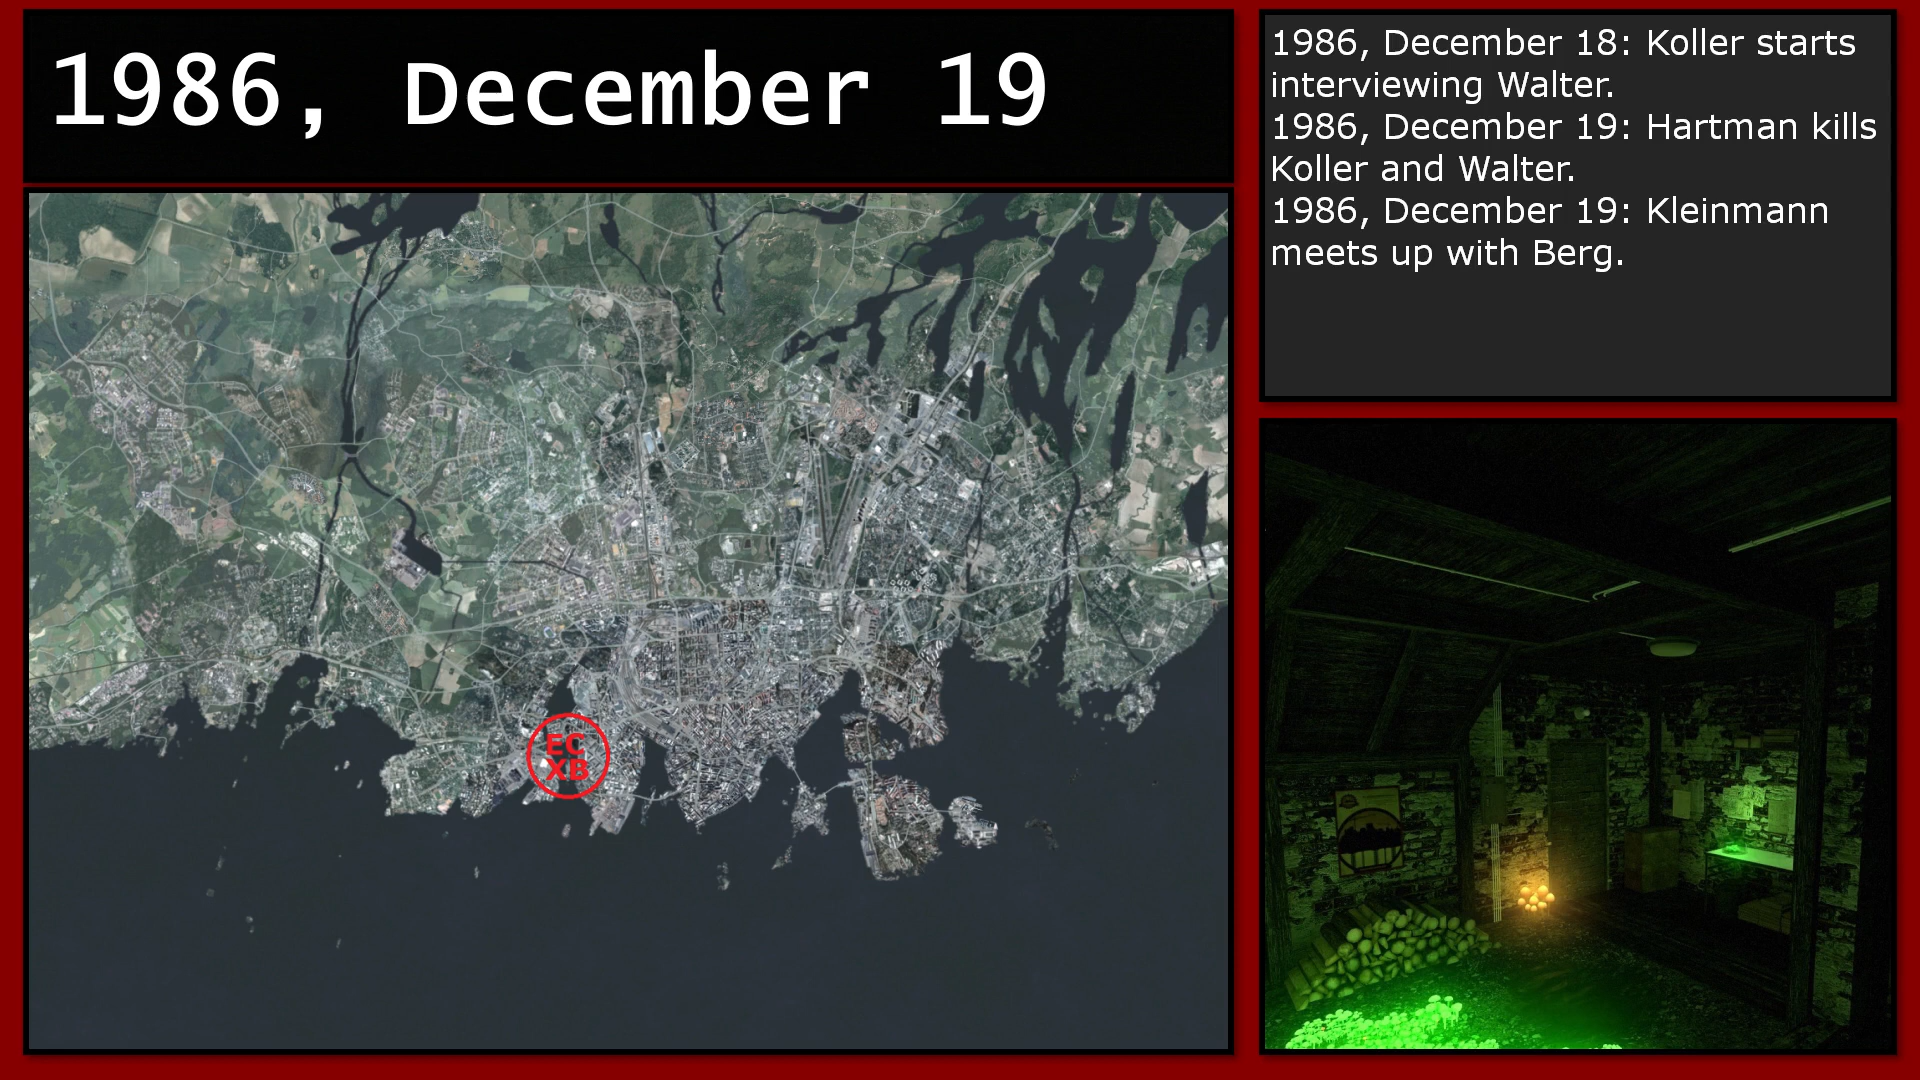 1986, December 19
1986, December 18: Koller starts
interviewing Walter.
1986, December 19: Hartman kills
Koller and Walter.
1986, December 19: Kleinmann
meets up with Berg.
EC
XB